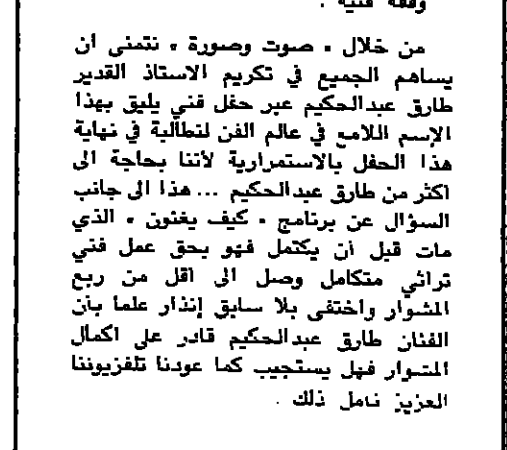 وقفة فنية .
من خلال « صوت وصورة » نتمنى ان
يساهم الجميع في تكريم الاستاذ القدير
طارق عبدالحكيم عبر حفل فني يليق بهذا
الإسم اللامع في عالم الفن لنطالبة في نهاية
هذا الحفل بالاستمرارية لأننا بحاجة الى
اكثر من طارق عبدالحكيم ... هذا الى جانب
السؤال عن برنامج « كيف يغنون » الذي
مات قبل أن يكتمل فهو بحق عمل فني
تراثي متكامل وصل الى اقل من ربع
المشوار واختفى بلا سابق إنذار علما بأن
الفنان طارق عبدالحكيم قادر على اكمال
المشوار فهل يستجيب كما عودنا تلفزيوننا
العزيز نامل ذلك .